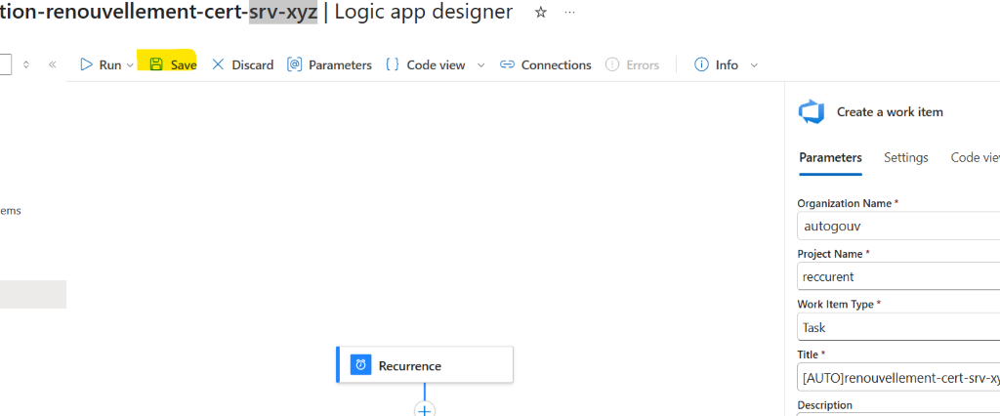 tion-renouvellement-cert-srv-xyz | Logic app designer
Run Save Discard Parameters Code view Connections Errors Info
Create a work item
Parameters Settings Code vie
ems
Organization Name *
autogouv
Project Name *
reccurent
Work Item Type *
Task
Title *
[AUTO]renouvellement-cert-srv-xy
Recurrence
Description